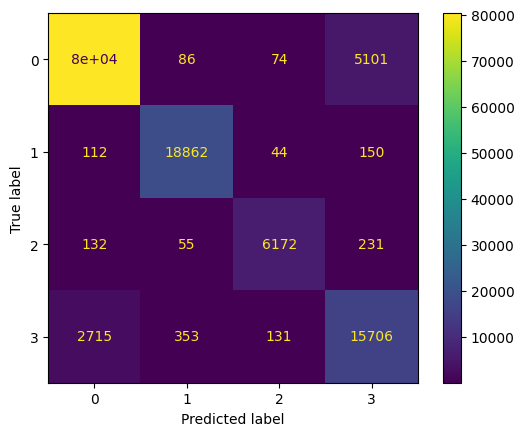 0 8e+04 86 74 5101
1 112 18862 44 150
2 132 55 6172 231
3 2715 353 131 15706
0 1 2 3
Predicted label
True label
80000
70000
60000
50000
40000
30000
20000
10000